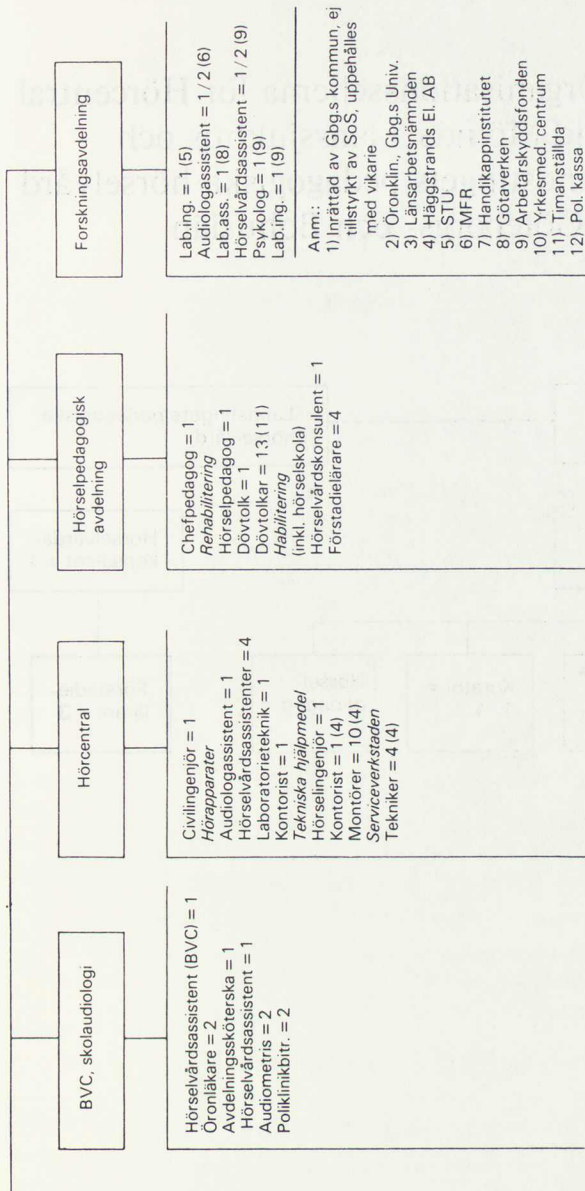 BVC, skolaudiologi
Hörselvårdsassistent (BVC) = 1
Öronläkare = 2
Avdelningssköterska = 1
Hörselvårdsassistent = 1
Audiometris = 2
Poliklinikbitr. = 2
Hörcentral
Civilingenjör = 1
Hörapparater
Audiologassistent = 1
Hörselvårdsassistenter = 4
Laboratorieteknik = 1
Kontorist = 1
Tekniska hjälpmedel
Hörselingenjör = 1
Kontorist = 1 (4)
Montörer = 10 (4)
Serviceverkstaden
Tekniker = 4 (4)
Hörselpedagogisk
avdelning
Chefpedagog = 1
Rehabilitering
Hörselpedagog = 1
Dövtolk = 1
Dövtolkar = 13 (11)
Habilitering
(inkl. hörselskola)
Hörselvårdskonsulent = 1
Förstadielärare = 4
Forskningsavdelning
Lab.ing. = 1 (5)
Audiologassistent = 1/2 (6)
Lab.ass. = 1 (8)
Hörselvårdsassistent = 1/2 (9)
Psykolog = 1 (9)
Lab.ing. = 1 (9)
Anm.:
1) Inrättad av Gbg.s kommun, ej
tillstyrkt av SoS, uppehålles
med vikarie
2) Öronklin., Gbg.s Univ.
3) Länsarbetsnämnden
4) Häggstrands El. AB
5) STU
6) MFR
7) Handikappinstitutet
8) Götaverken
9) Arbetarskyddsfonden
10) Yrkesmed. centrum
11) Timanställda
12) Pol. kassa